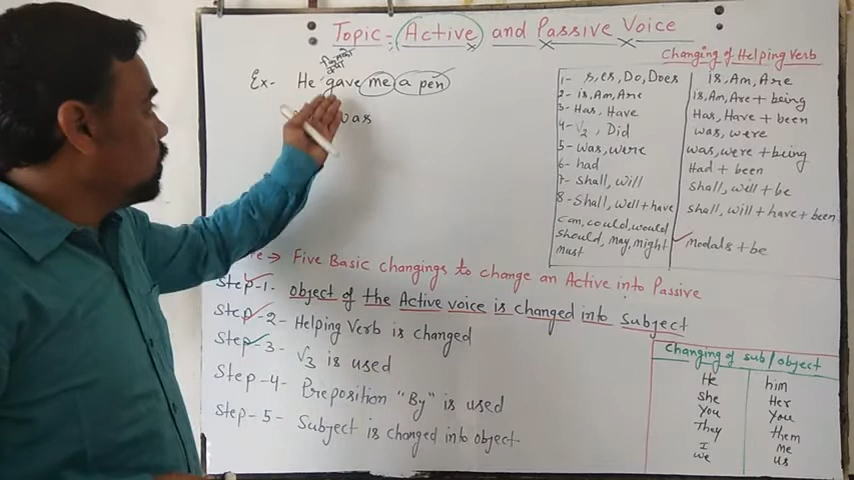 Topic:- Active and Passive Voice
Ex- He gave me a pen
was
Changing of Helping Verb
1- s, es, Do, Does is, Am, Are
2- is, Am, Are is, Am, Are + being
3- Has, Have Has, Have + been
4- V2, Did was, were
5- was, were was, were + being
6- had Had + been
7- shall, will shall, well + be
8- Shall, Well + have shall, will + have + been
can, could, would
should, may, might Modals + be
must
→ Five Basic changings to change an Active into Passive
Step-1- object of the Active voice is changed into Subject
Step-2- Helping Verb is changed
Step-3- V3 is used
Step-4- Preposition "By" is used
Step-5- Subject is changed into object
Changing of sub/object
He him
She Her
You You
They them
I me
we us